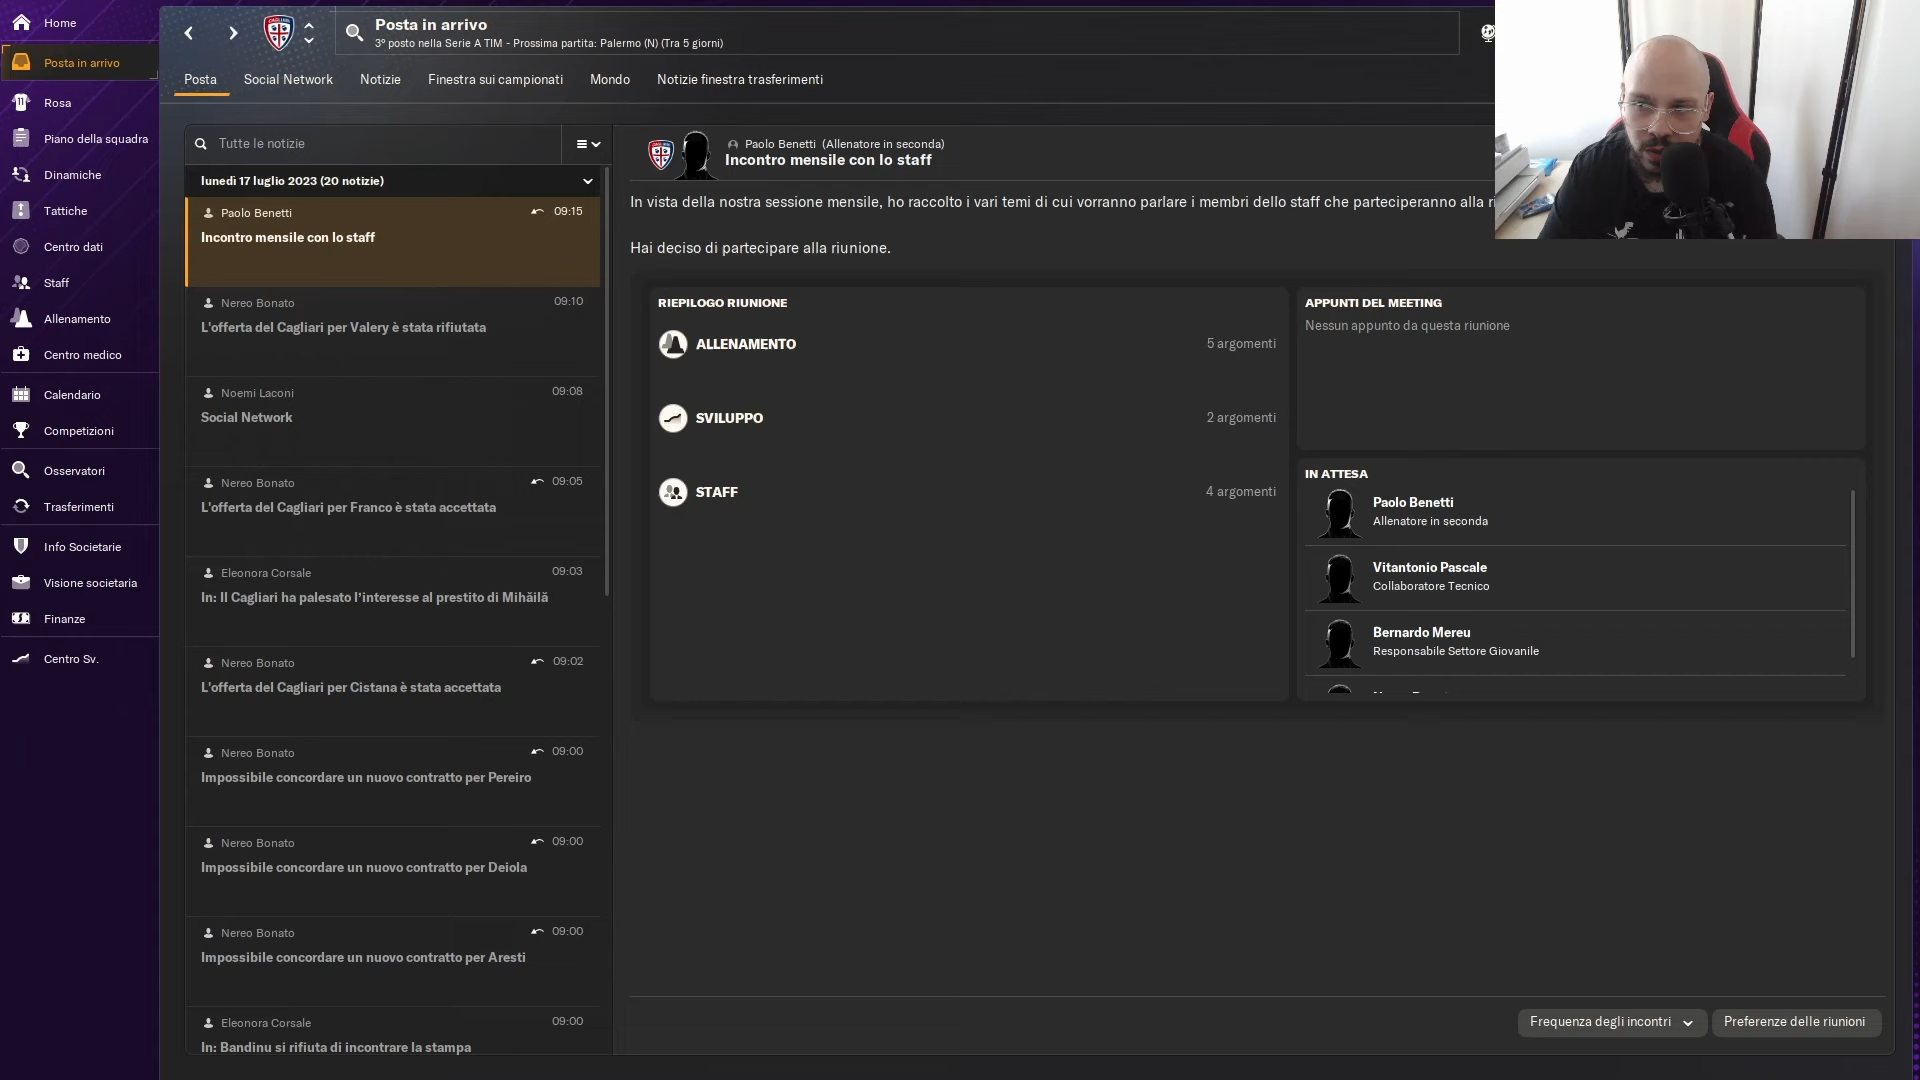 Home
Posta in arrivo
Rosa
Piano della squadra
Dinamiche
Tattiche
Centro dati
Staff
Allenamento
Centro medico
Calendario
Competizioni
Osservatori
Trasferimenti
Info Societarie
Visione societaria
Finanze
Centro Sv.
Posta in arrivo
3º posto nella Serie A TIM - Prossima partita: Palermo (N) (Tra 5 giorni)
Posta Social Network Notizie Finestra sui campionati Mondo Notizie finestra trasferimenti
Tutte le notizie
lunedì 17 luglio 2023 (20 notizie)
Paolo Benetti 09:15
Incontro mensile con lo staff
Nereo Bonato 09:10
L'offerta del Cagliari per Valery è stata rifiutata
Noemi Laconi 09:08
Social Network
Nereo Bonato 09:05
L'offerta del Cagliari per Franco è stata accettata
Eleonora Corsale 09:03
In: Il Cagliari ha palesato l'interesse al prestito di Mihăilă
Nereo Bonato 09:02
L'offerta del Cagliari per Cistana è stata accettata
Nereo Bonato 09:00
Impossibile concordare un nuovo contratto per Pereiro
Nereo Bonato 09:00
Impossibile concordare un nuovo contratto per Deiola
Nereo Bonato 09:00
Impossibile concordare un nuovo contratto per Aresti
Eleonora Corsale 09:00
In: Bandinu si rifiuta di incontrare la stampa
Paolo Benetti (Allenatore in seconda)
Incontro mensile con lo staff
In vista della nostra sessione mensile, ho raccolto i vari temi di cui vorranno parlare i membri dello staff che parteciperanno alla
Hai deciso di partecipare alla riunione.
RIEPILOGO RIUNIONE
ALLENAMENTO 5 argomenti
SVILUPPO 2 argomenti
STAFF 4 argomenti
APPUNTI DEL MEETING
Nessun appunto da questa riunione
IN ATTESA
Paolo Benetti
Allenatore in seconda
Vitantonio Pascale
Collaboratore Tecnico
Bernardo Mereu
Responsabile Settore Giovanile
Frequenza degli incontri Preferenze delle riunioni